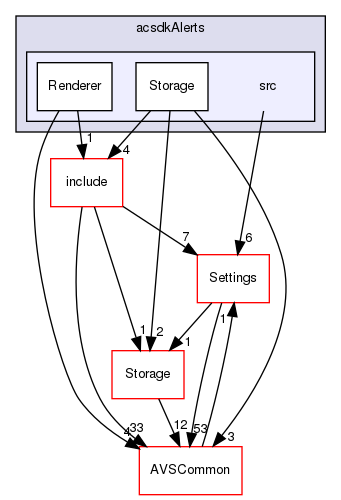 acsdkAlerts
Renderer
Storage
src
1
4
include
7
6
Settings
1
2
1
1
Storage
12
53
4
33
3
AVSCommon